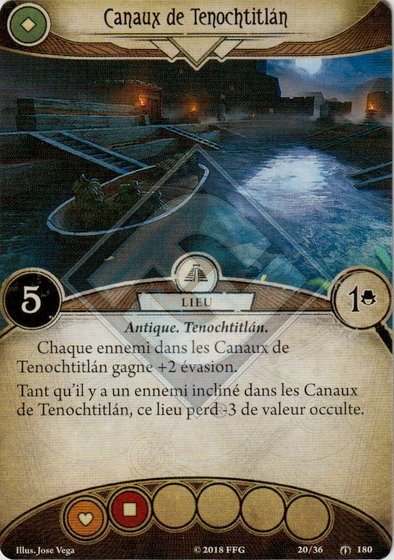 Canaux de Tenochtitlán
5
1
LIEU
Antique. Tenochtitlán.
Chaque ennemi dans les Canaux de
Tenochtitlán gagne +2 évasion.
Tant qu'il y a un ennemi incliné dans les Canaux
de Tenochtitlán, ce lieu perd -3 de valeur occulte.
Illus. Jose Vega
© 2018 FFG
20/36
180